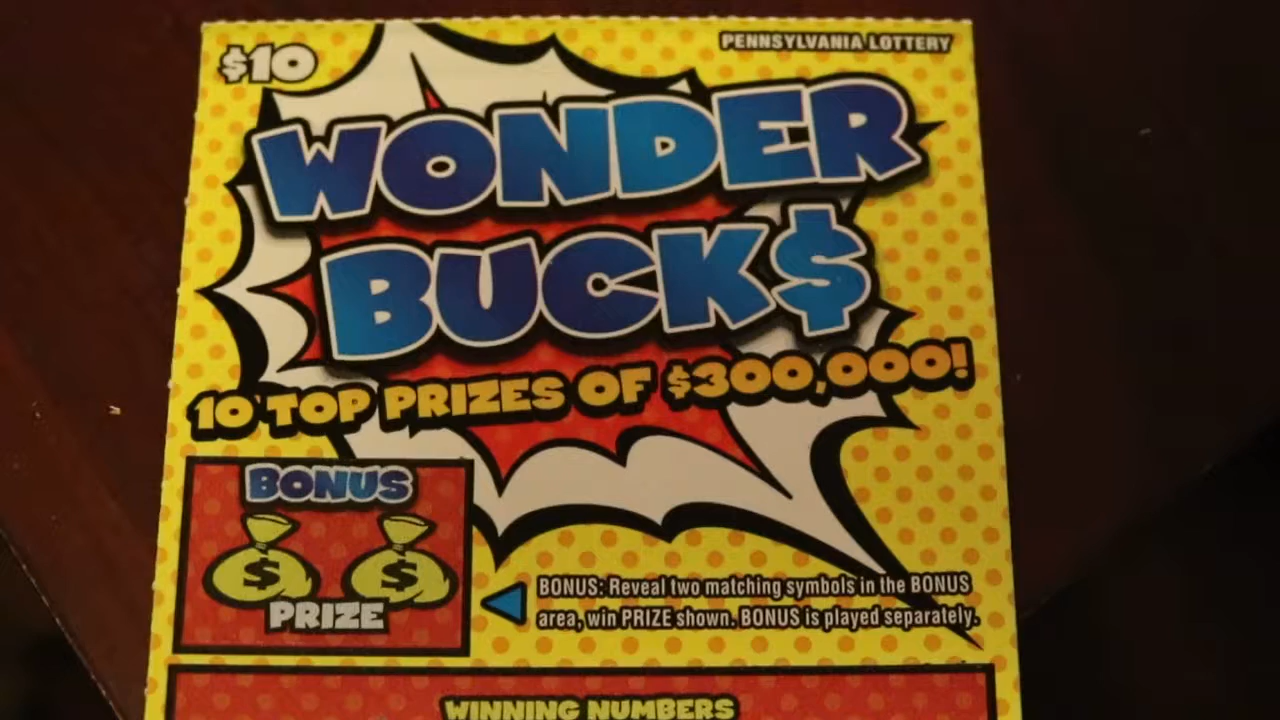 $10
PENNSYLVANIA LOTTERY
WONDER
BUCK$
10 TOP PRIZES OF $300,000!
BONUS
$ $
PRIZE
BONUS: Reveal two matching symbols in the BONUS
area, win PRIZE shown. BONUS is played separately.
WINNING NUMBERS